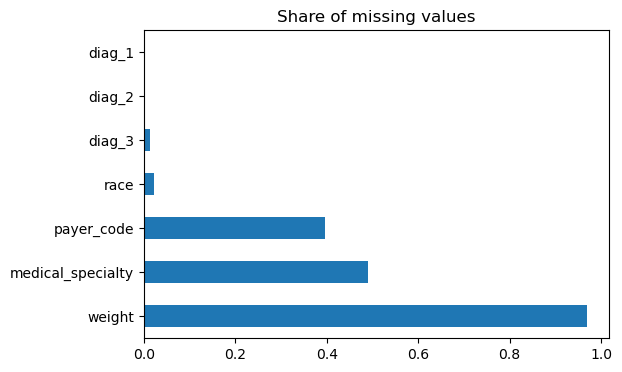 Share of missing values
diag_1
diag_2
diag_3
race
payer_code
medical_specialty
weight
0.0 0.2 0.4 0.6 0.8 1.0